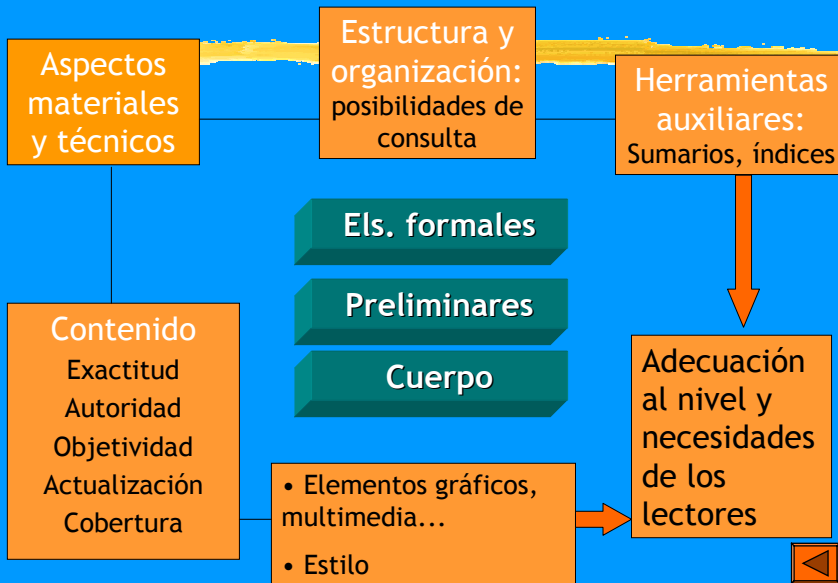 Aspectos
materiales
y técnicos
Estructura y
organización:
posibilidades de
consulta
Herramientas
auxiliares:
Sumarios, índices
Els. formales
Preliminares
Cuerpo
Contenido
Exactitud
Autoridad
Objetividad
Actualización
Cobertura
• Elementos gráficos,
multimedia...
• Estilo
Adecuación
al nivel y
necesidades
de los
lectores